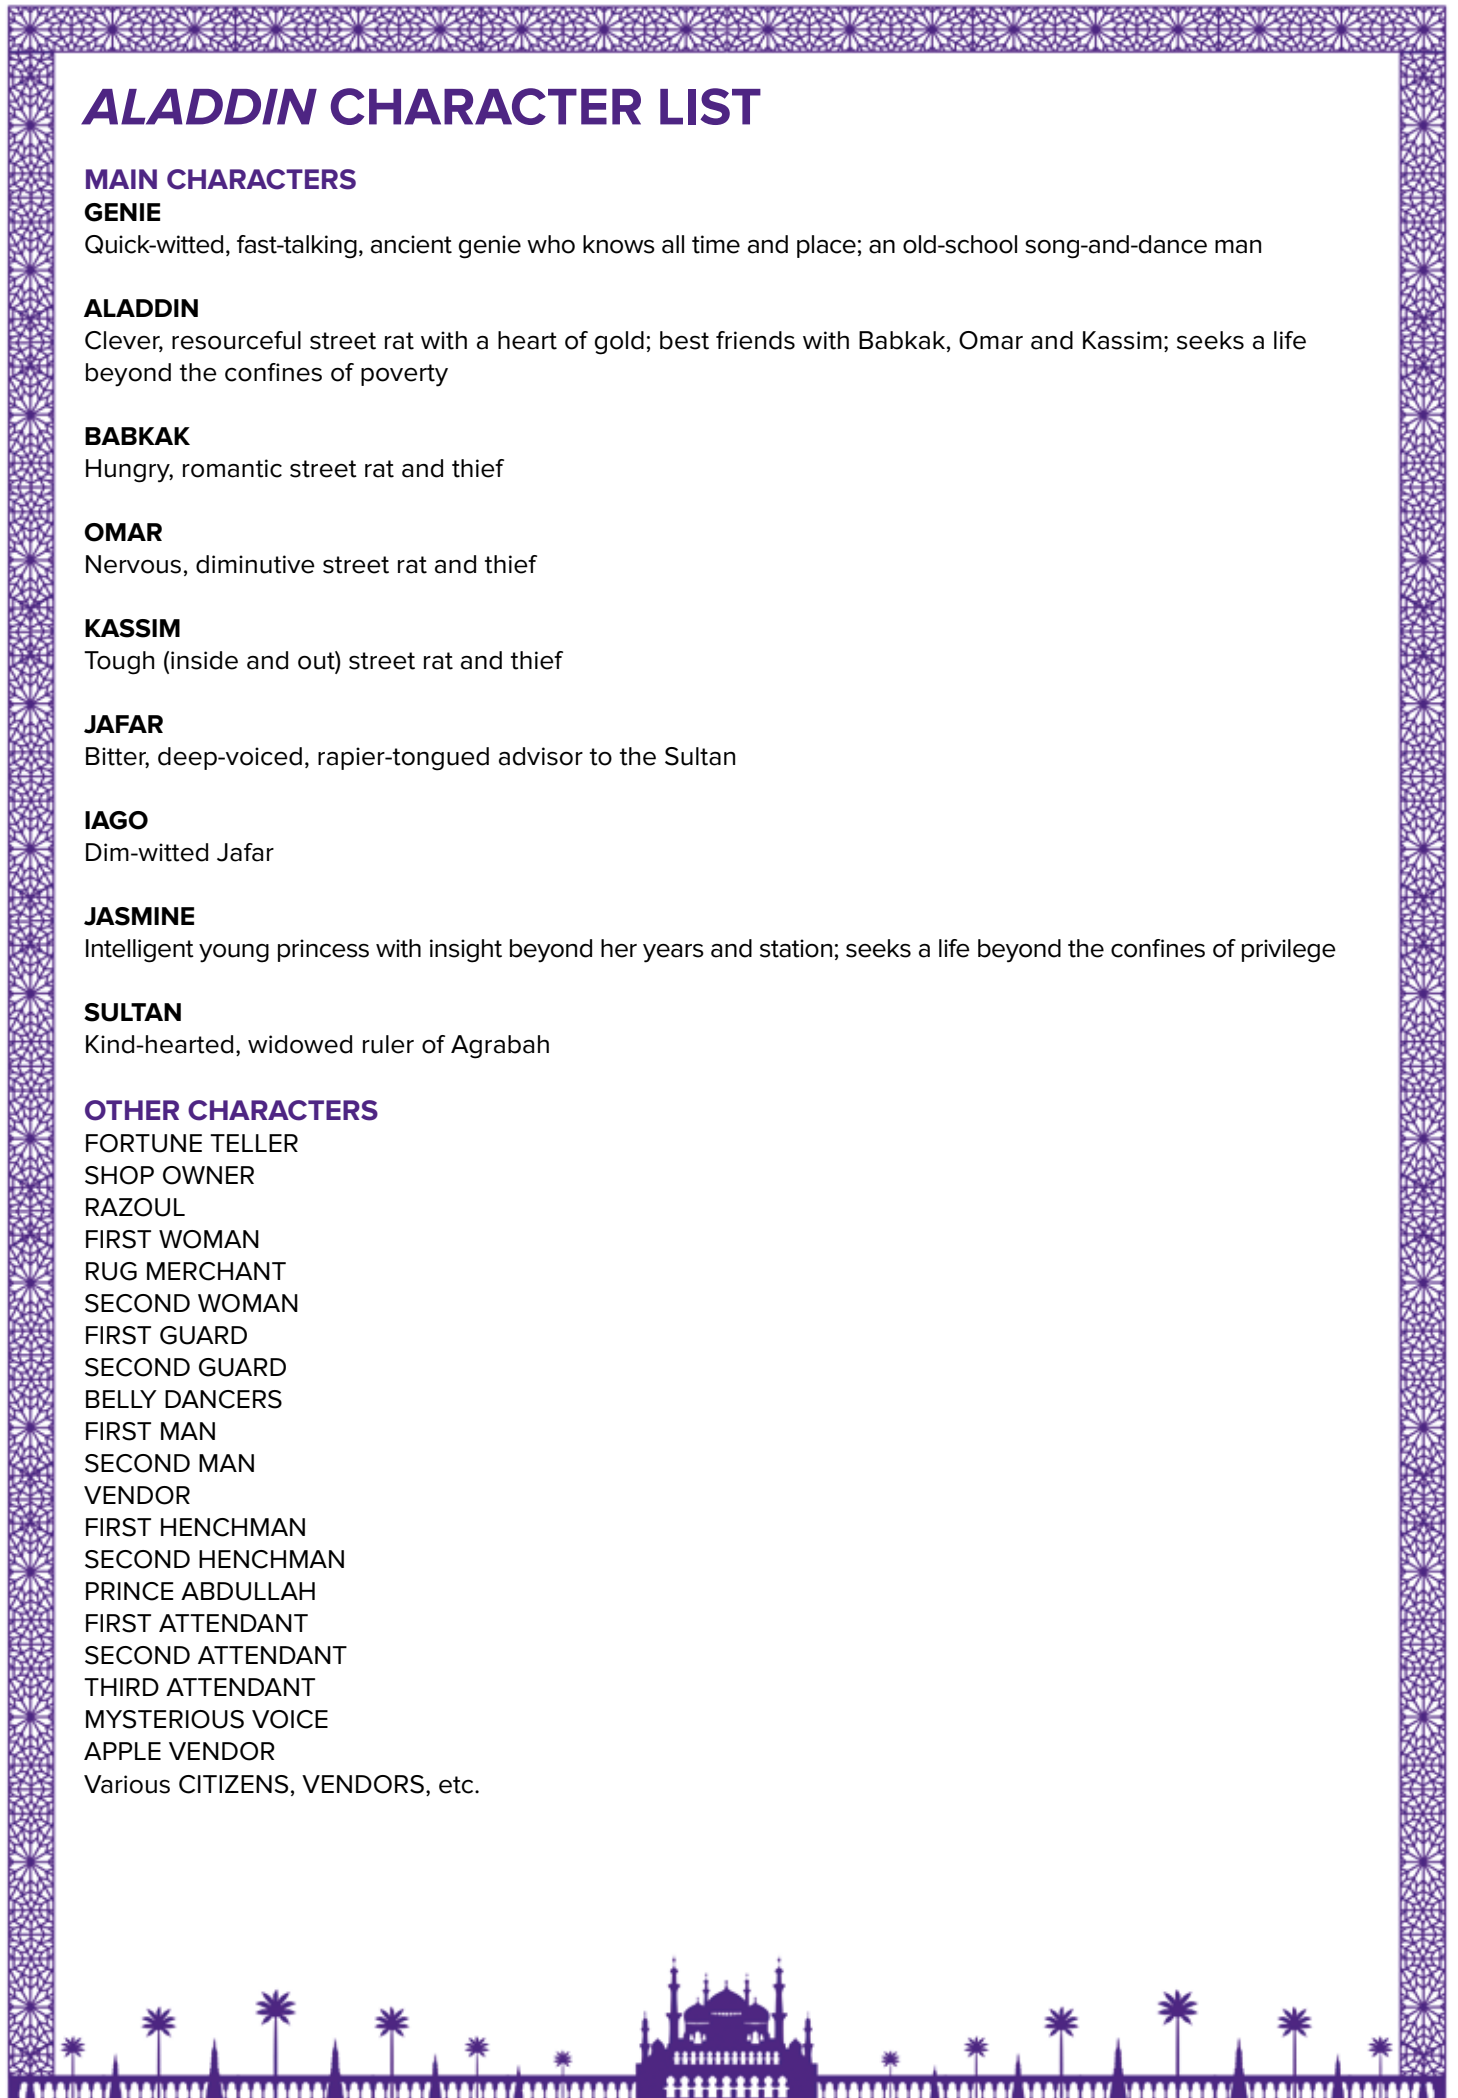 ALADDIN CHARACTER LIST
MAIN CHARACTERS
GENIE
Quick-witted, fast-talking, ancient genie who knows all time and place; an old-school song-and-dance man
ALADDIN
Clever, resourceful street rat with a heart of gold; best friends with Babkak, Omar and Kassim; seeks a life
beyond the confines of poverty
BABKAK
Hungry, romantic street rat and thief
OMAR
Nervous, diminutive street rat and thief
KASSIM
Tough (inside and out) street rat and thief
JAFAR
Bitter, deep-voiced, rapier-tongued advisor to the Sultan
IAGO
Dim-witted Jafar
JASMINE
Intelligent young princess with insight beyond her years and station; seeks a life beyond the confines of privilege
SULTAN
Kind-hearted, widowed ruler of Agrabah
OTHER CHARACTERS
FORTUNE TELLER
SHOP OWNER
RAZOUL
FIRST WOMAN
RUG MERCHANT
SECOND WOMAN
FIRST GUARD
SECOND GUARD
BELLY DANCERS
FIRST MAN
SECOND MAN
VENDOR
FIRST HENCHMAN
SECOND HENCHMAN
PRINCE ABDULLAH
FIRST ATTENDANT
SECOND ATTENDANT
THIRD ATTENDANT
MYSTERIOUS VOICE
APPLE VENDOR
Various CITIZENS, VENDORS, etc.